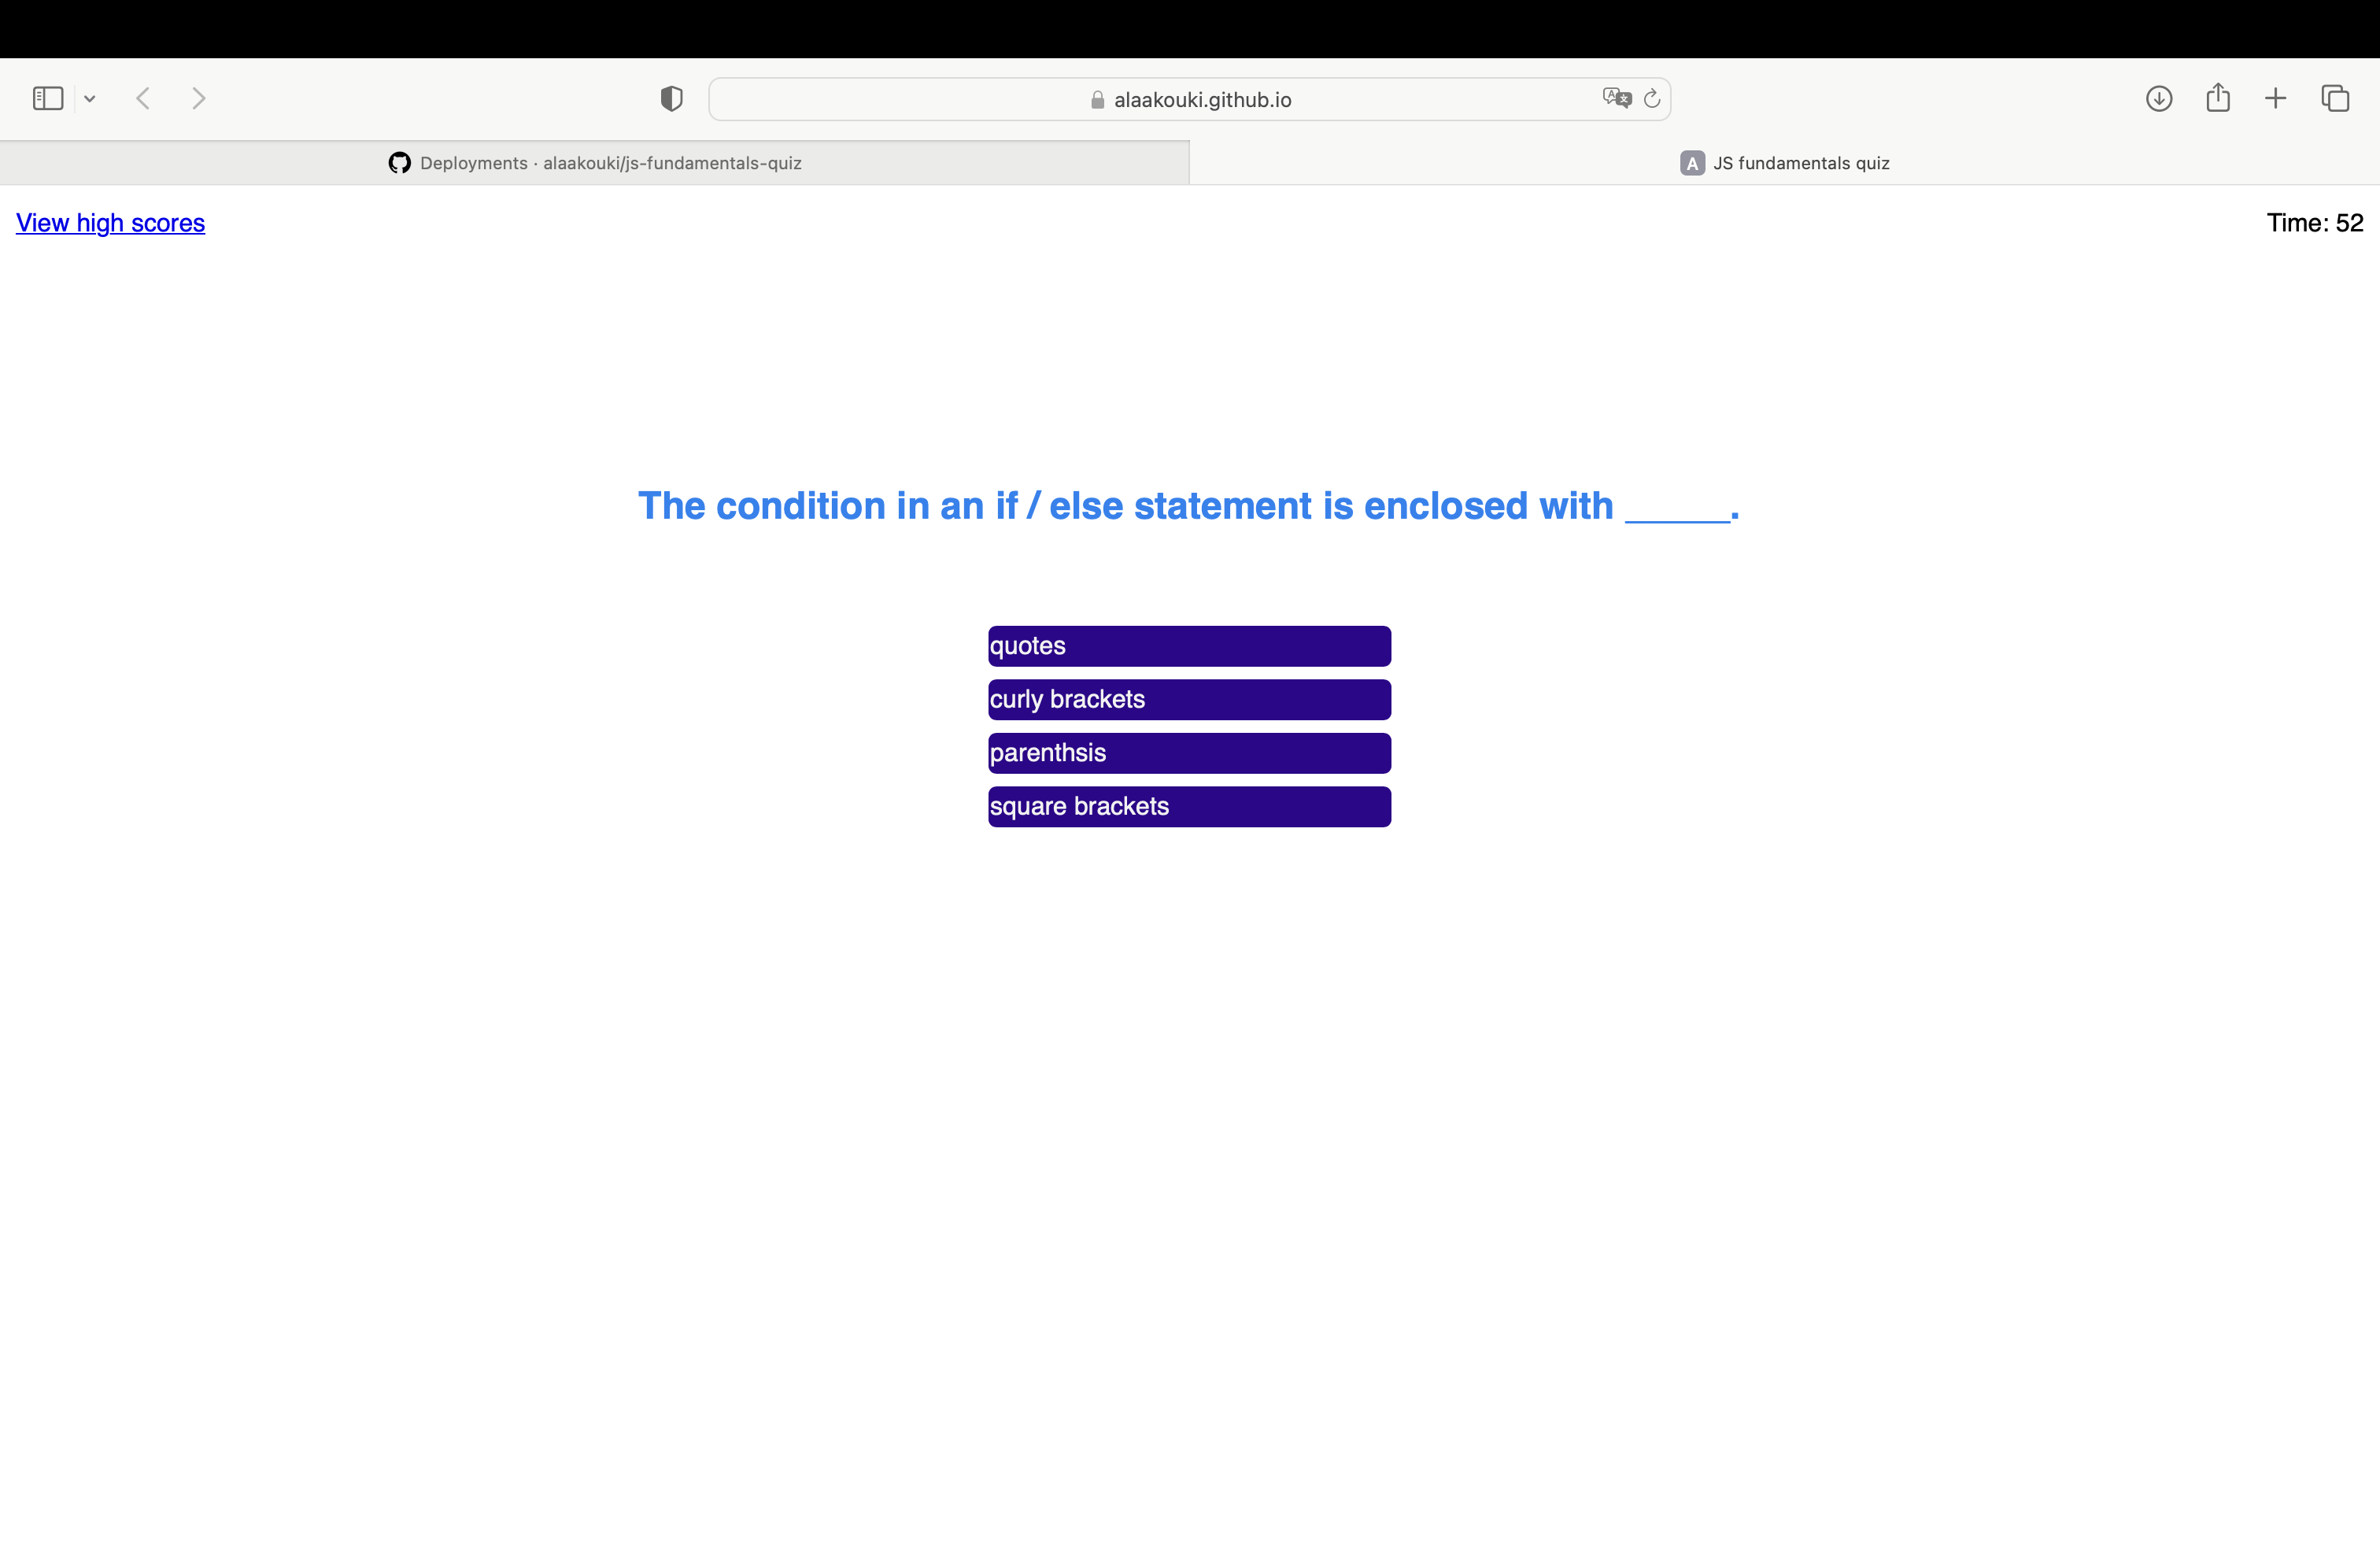 alaakouki.github.io
Deployments · alaakouki/js-fundamentals-quiz
A JS fundamentals quiz
View high scores
Time: 52
The condition in an if / else statement is enclosed with _____.
quotes
curly brackets
parenthsis
square brackets